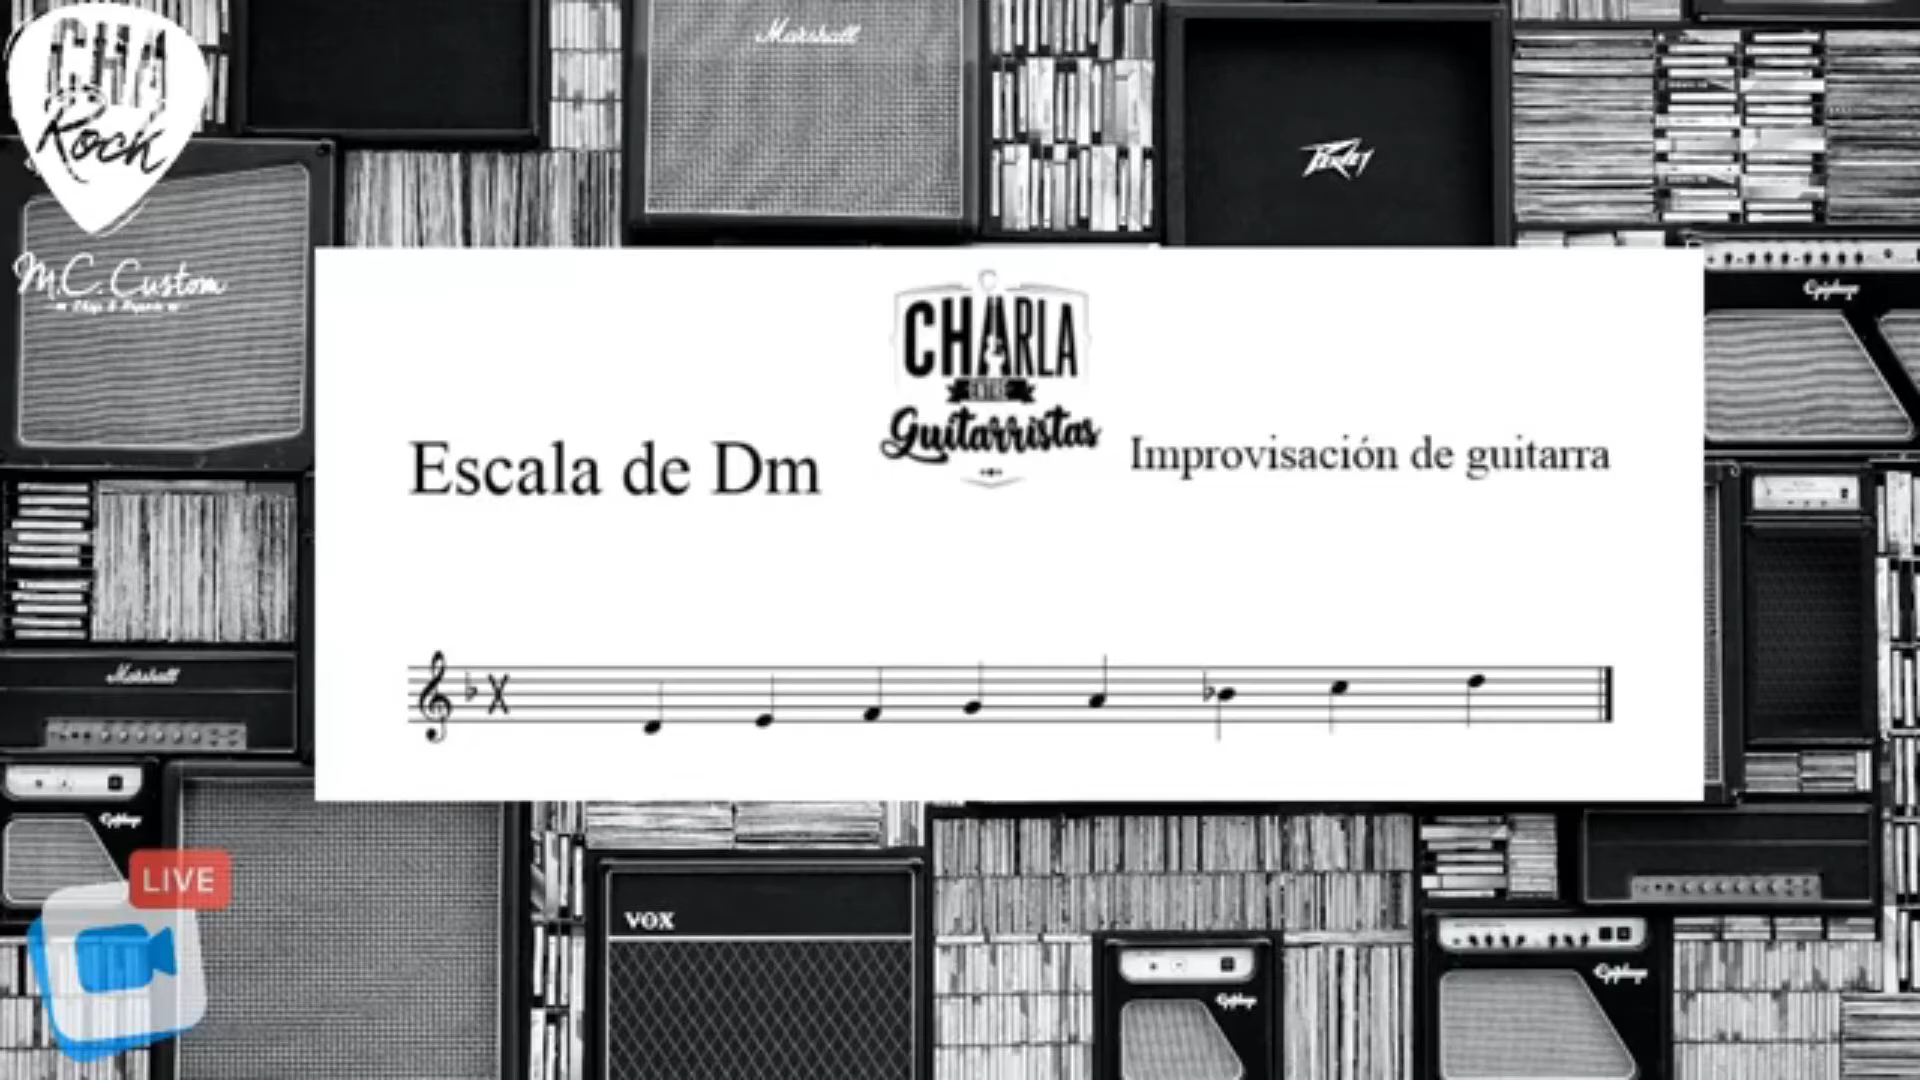 CHA
Rock
M.C. Custom
Marshall
PEAVEY
Epiphone
CHARLA
ENTRE
Guitarristas
Escala de Dm
Improvisación de guitarra
Marshall
Epiphone
LIVE
VOX
Epiphone
Epiphone